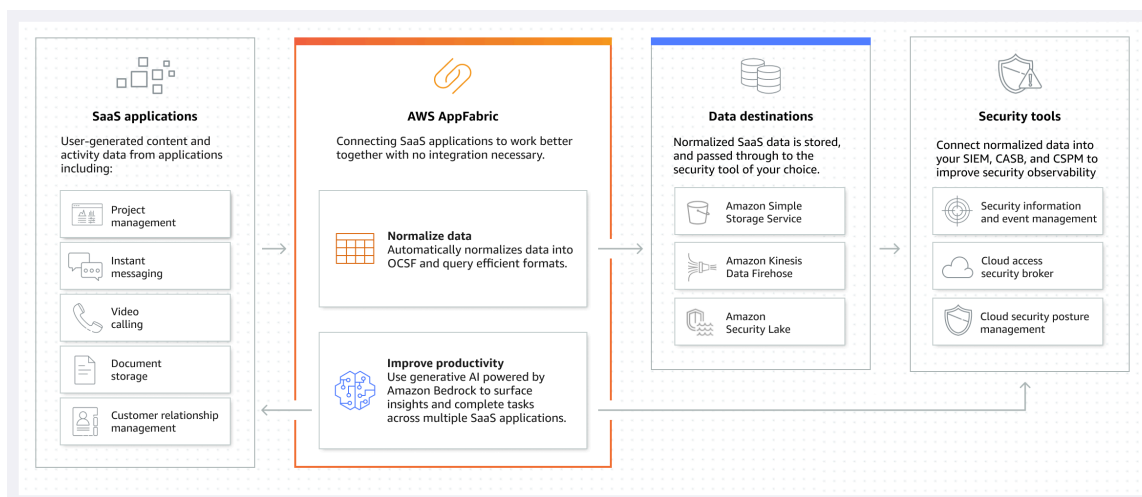 SaaS applications
User-generated content and
activity data from applications
including:
Project
management
Instant
messaging
Video
calling
Document
storage
Customer relationship
management
AWS AppFabric
Connecting SaaS applications to work better
together with no integration necessary.
Normalize data
Automatically normalizes data into
OCSF and query efficient formats.
Improve productivity
Use generative AI powered by
Amazon Bedrock to surface
insights and complete tasks
across multiple SaaS applications.
Data destinations
Normalized SaaS data is stored,
and passed through to the
security tool of your choice.
Amazon Simple
Storage Service
Amazon Kinesis
Data Firehose
Amazon
Security Lake
Security tools
Connect normalized data into
your SIEM, CASB, and CSPM to
improve security observability
Security information
and event management
Cloud access
security broker
Cloud security posture
management